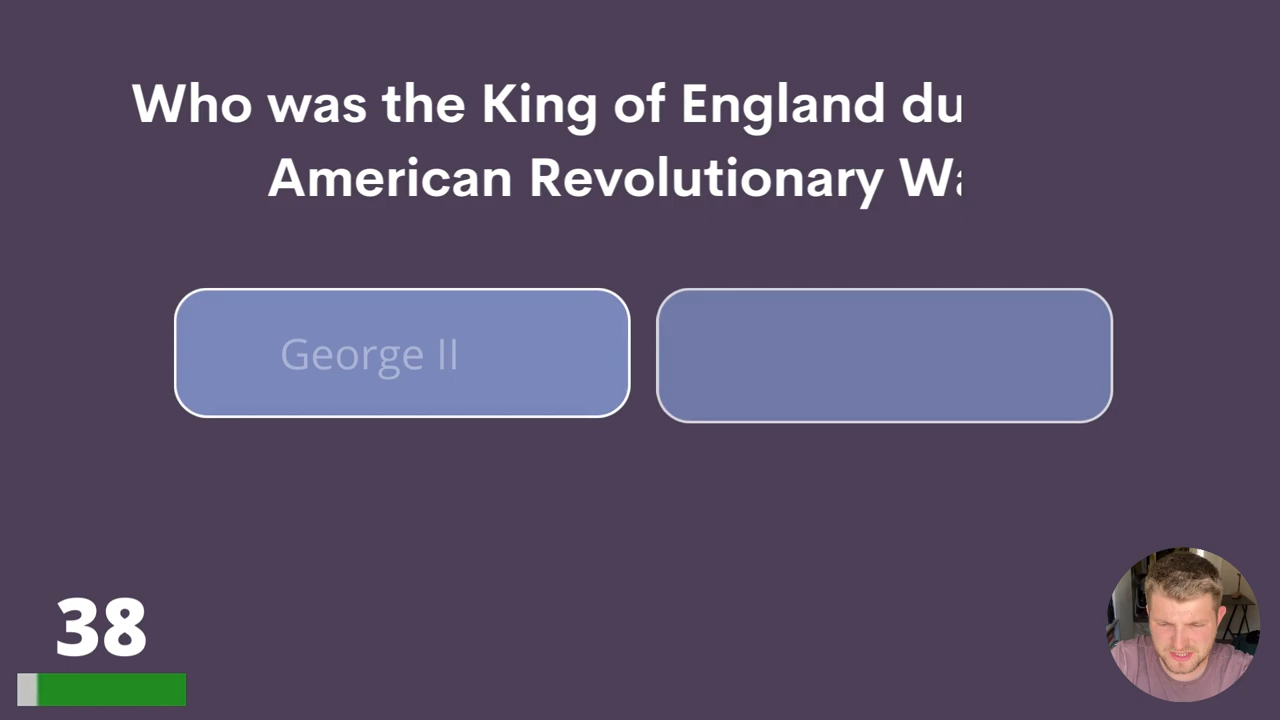 Who was the King of England du
American Revolutionary Wa
George II
38